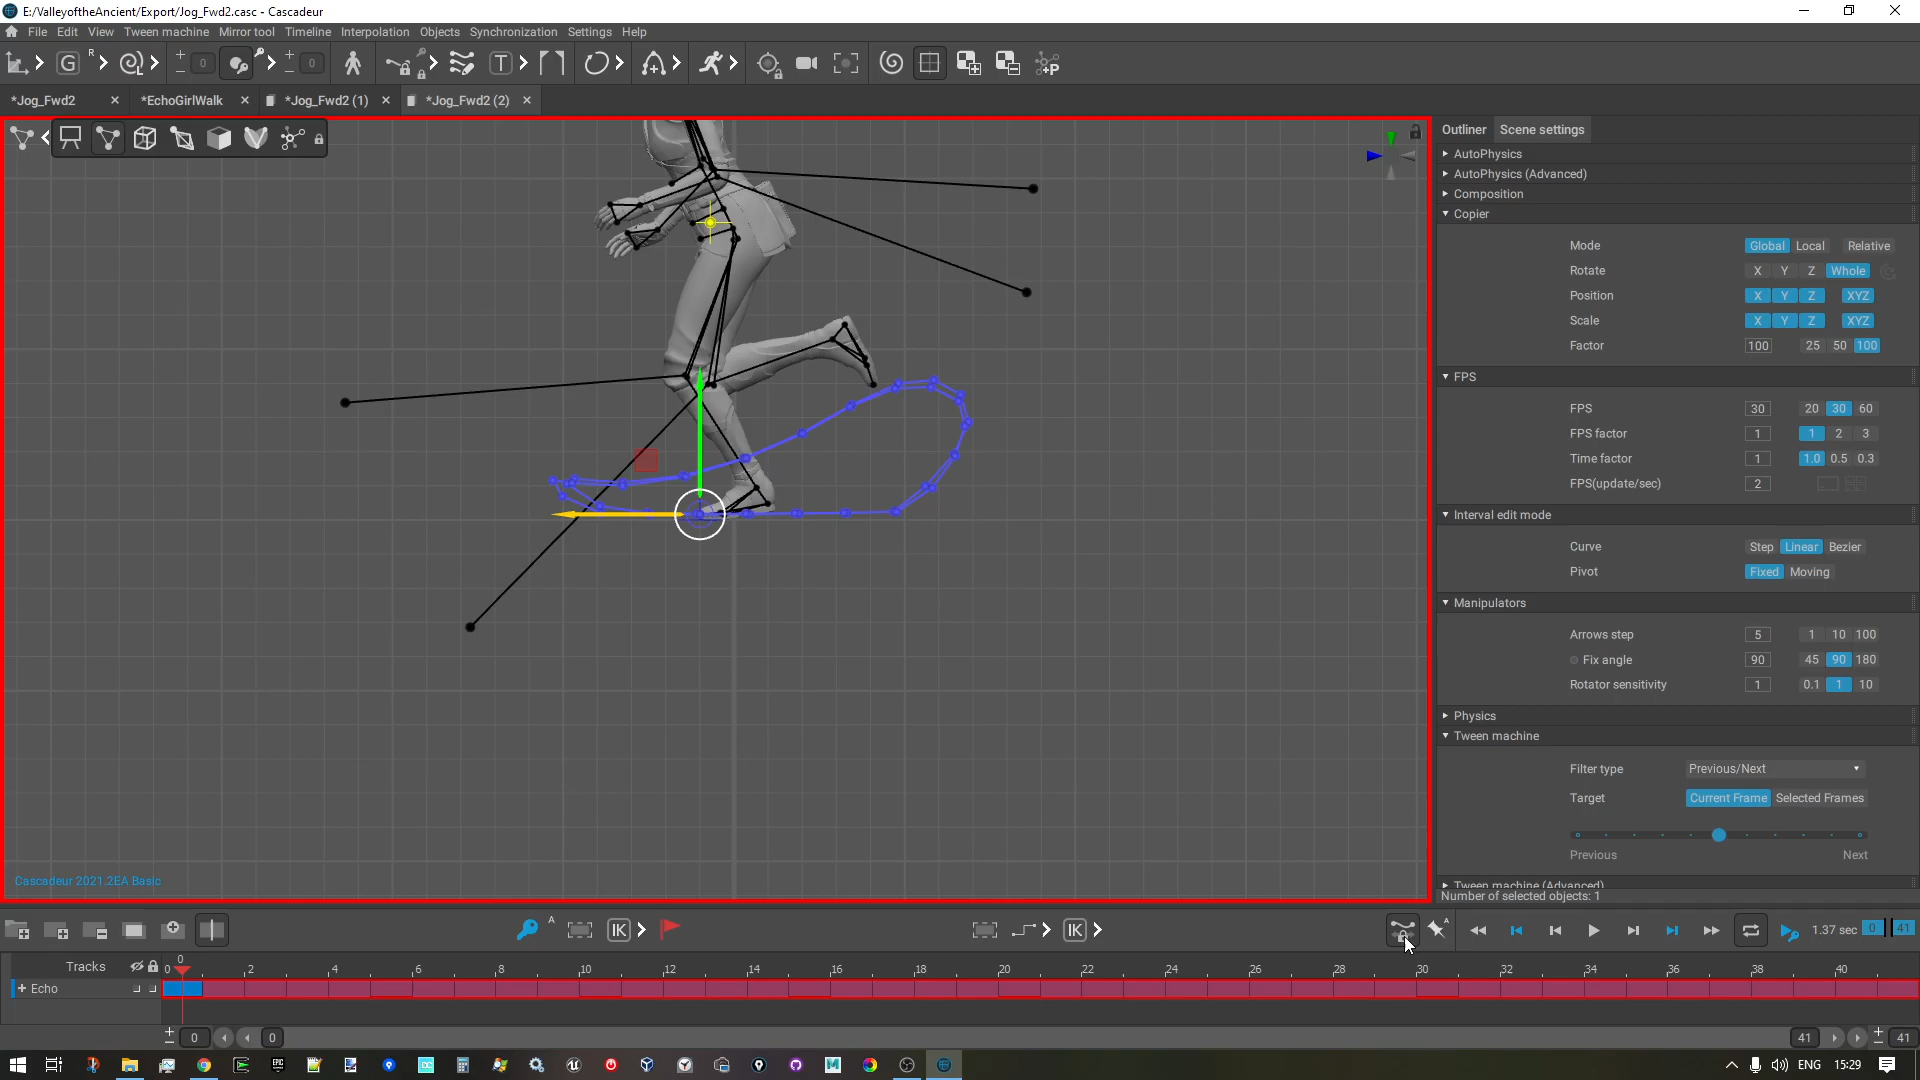 E:/ValleyoftheAncient/Export/Jog_Fwd2.casc - Cascadeur
File Edit View Tween machine Mirror tool Timeline Interpolation Objects Synchronization Settings Help
G R 0 0 T P
*Jog_Fwd2 *EchoGirlWalk *Jog_Fwd2 (1) *Jog_Fwd2 (2)
Outliner Scene settings
AutoPhysics
AutoPhysics (Advanced)
Composition
Copier
Mode Global Local Relative
Rotate X Y Z Whole
Position X Y Z XYZ
Scale X Y Z XYZ
Factor 100 25 50 100
FPS
FPS 30 20 30 60
FPS factor 1 1 2 3
Time factor 1 1.0 0.5 0.3
FPS(update/sec) 2
Interval edit mode
Curve Step Linear Bezier
Pivot Fixed Moving
Manipulators
Arrows step 5 1 10 100
Fix angle 90 45 90 180
Rotator sensitivity 1 0.1 1 10
Physics
Tween machine
Filter type Previous/Next
Target Current Frame Selected Frames
Previous Next
Tween machine (Advanced)
Number of selected objects: 1
Cascadeur 2021.2EA Basic
A IK IK A 1.37 sec 0 41
Tracks 0 0 2 4 6 8 10 12 14 16 18 20 22 24 26 28 30 32 34 36 38 40
+ Echo
0 0 41 41
ENG 15:29